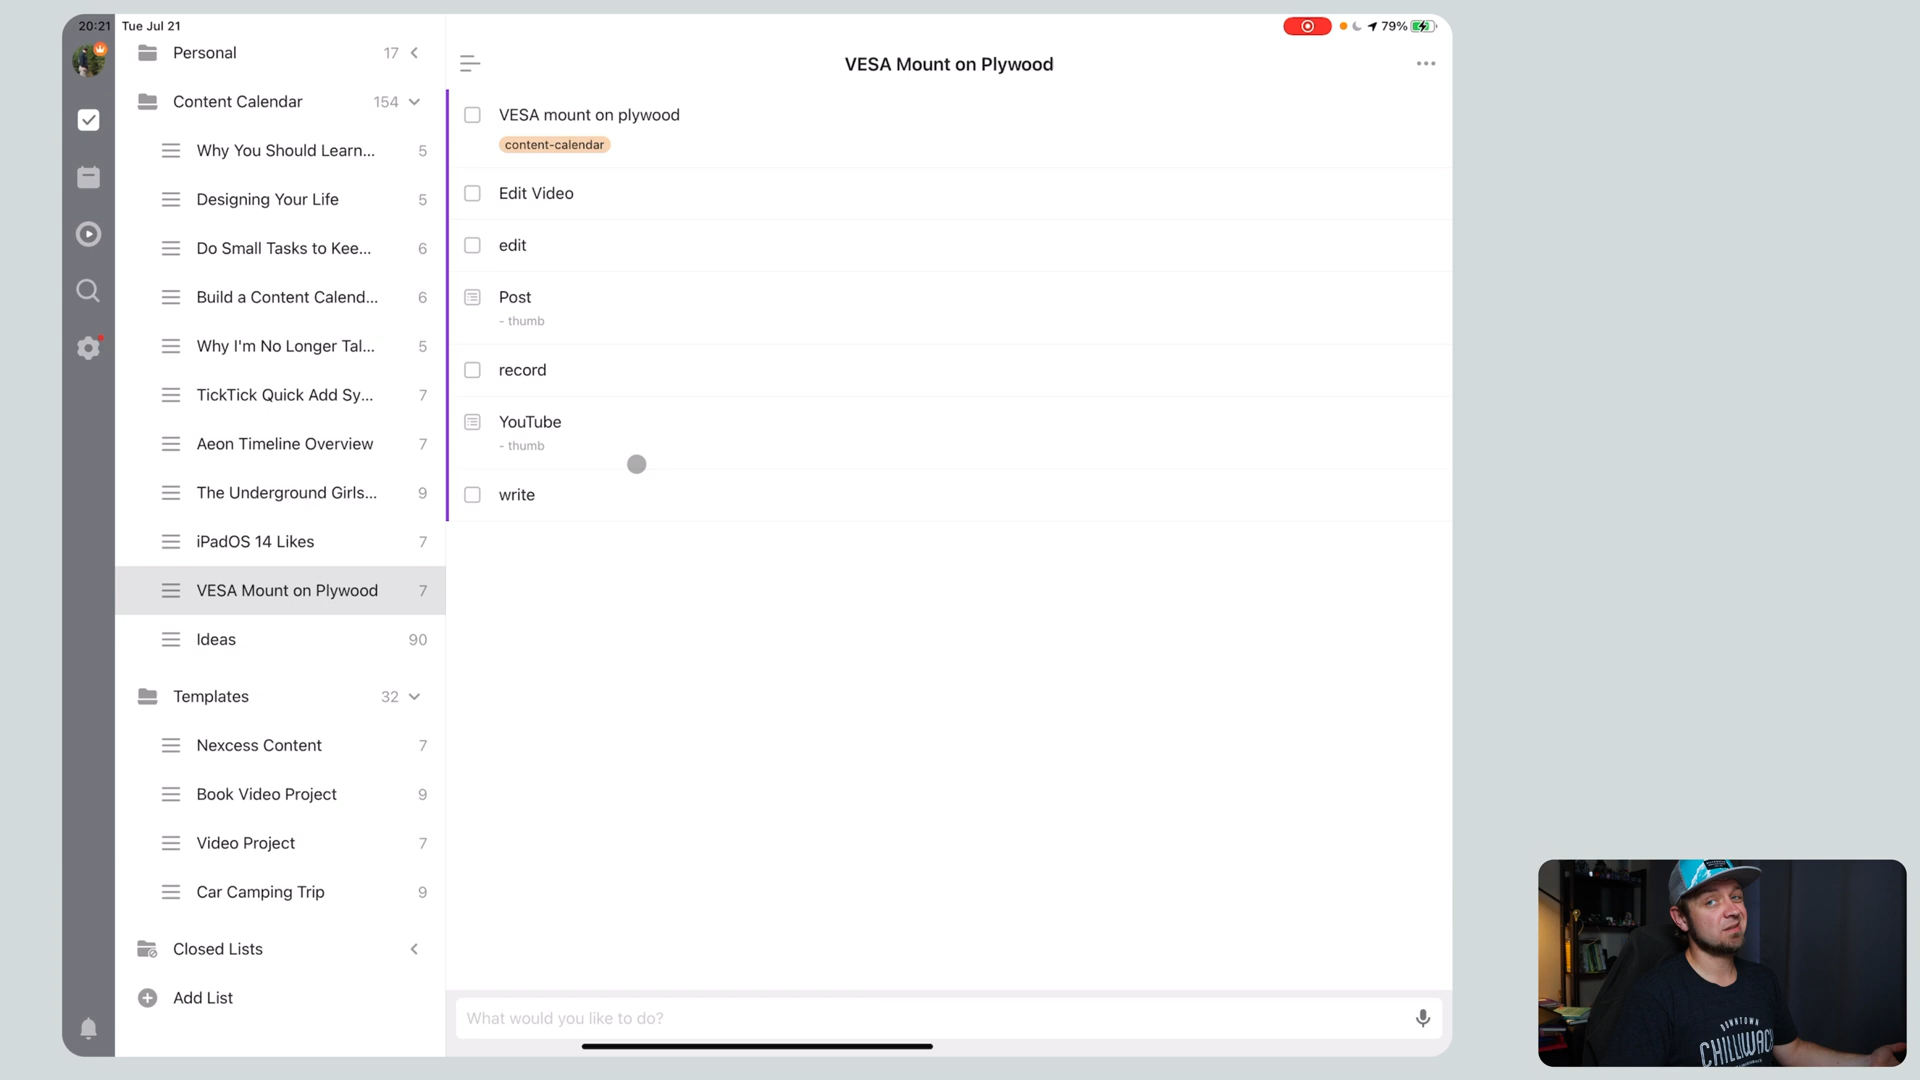 20:21 Tue Jul 21
79%
Personal 17
Content Calendar 154
Why You Should Learn... 5
Designing Your Life 5
Do Small Tasks to Kee... 6
Build a Content Calend... 6
Why I'm No Longer Tal... 5
TickTick Quick Add Sy... 7
Aeon Timeline Overview 7
The Underground Girls... 9
iPadOS 14 Likes 7
VESA Mount on Plywood 7
Ideas 90
Templates 32
Nexcess Content 7
Book Video Project 9
Video Project 7
Car Camping Trip 9
Closed Lists
Add List
VESA Mount on Plywood
VESA mount on plywood
content-calendar
Edit Video
edit
Post
- thumb
record
YouTube
- thumb
write
What would you like to do?
DOWNTOWN